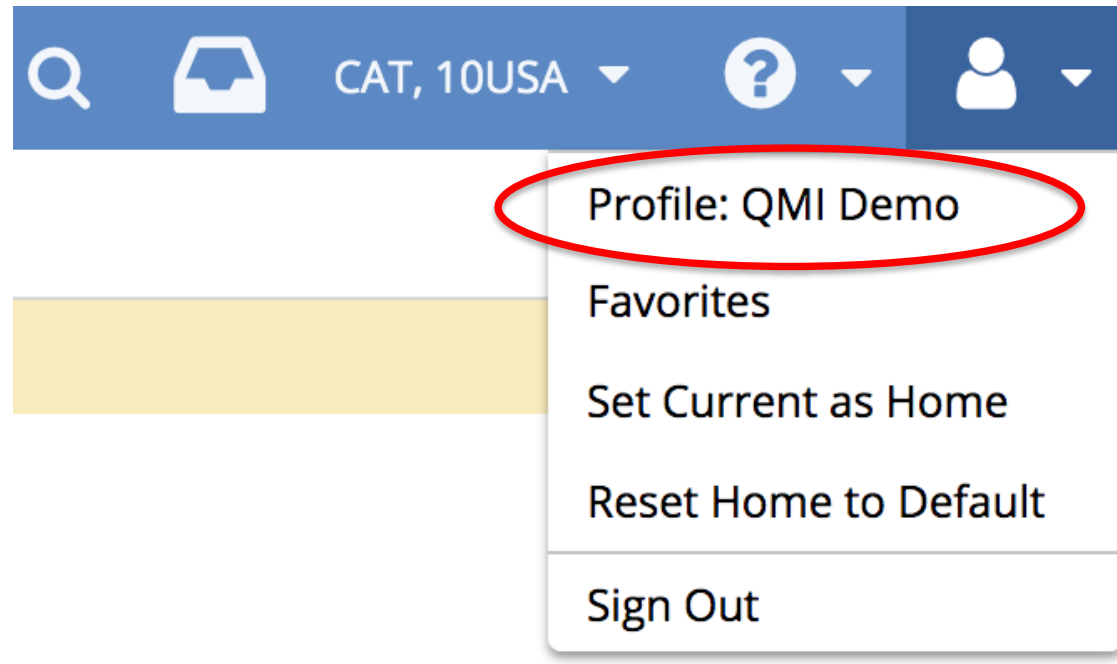 CAT, 10USA
Profile: QMI Demo
Favorites
Set Current as Home
Reset Home to Default
Sign Out